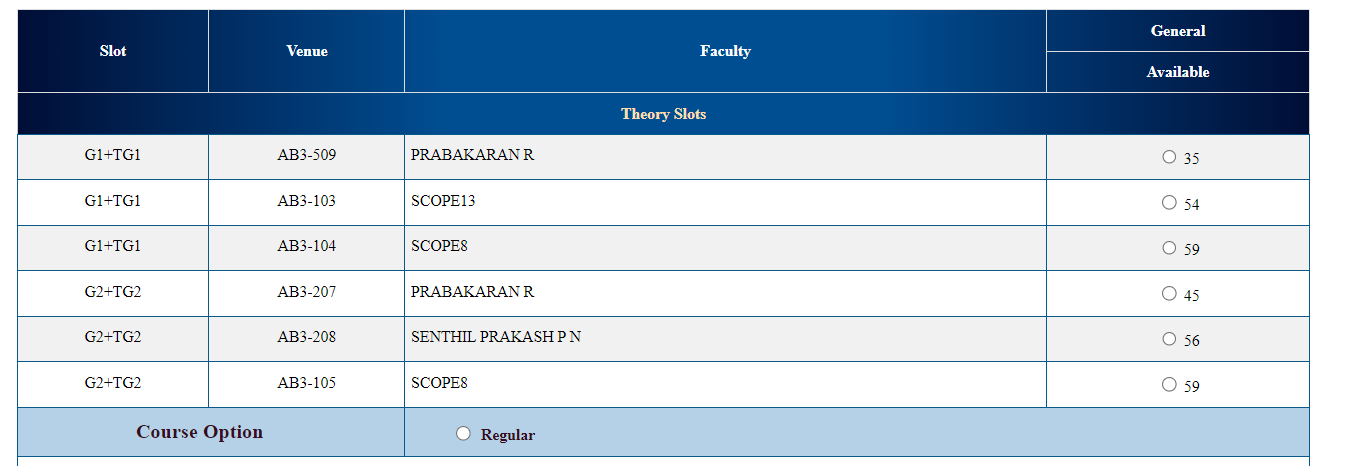 Slot Venue Faculty General
Available
Theory Slots
G1+TG1 AB3-509 PRABAKARAN R 35
G1+TG1 AB3-103 SCOPE13 54
G1+TG1 AB3-104 SCOPE8 59
G2+TG2 AB3-207 PRABAKARAN R 45
G2+TG2 AB3-208 SENTHIL PRAKASH P N 56
G2+TG2 AB3-105 SCOPE8 59
Course Option Regular